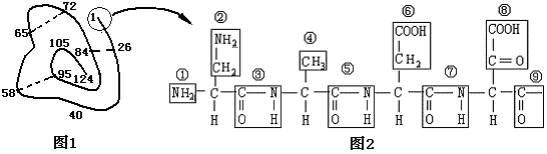 72
1
65
105
84
26
95
124
58
40
图1
① ② ③ ④ ⑤ ⑥ ⑦ ⑧ ⑨
NH₂
CH₂
CH₃
COOH
CH₂
COOH
C=O
NH₂—C—C—N—C—C—N—C—C—N—C—C
H O H H O H H O H H O
图2